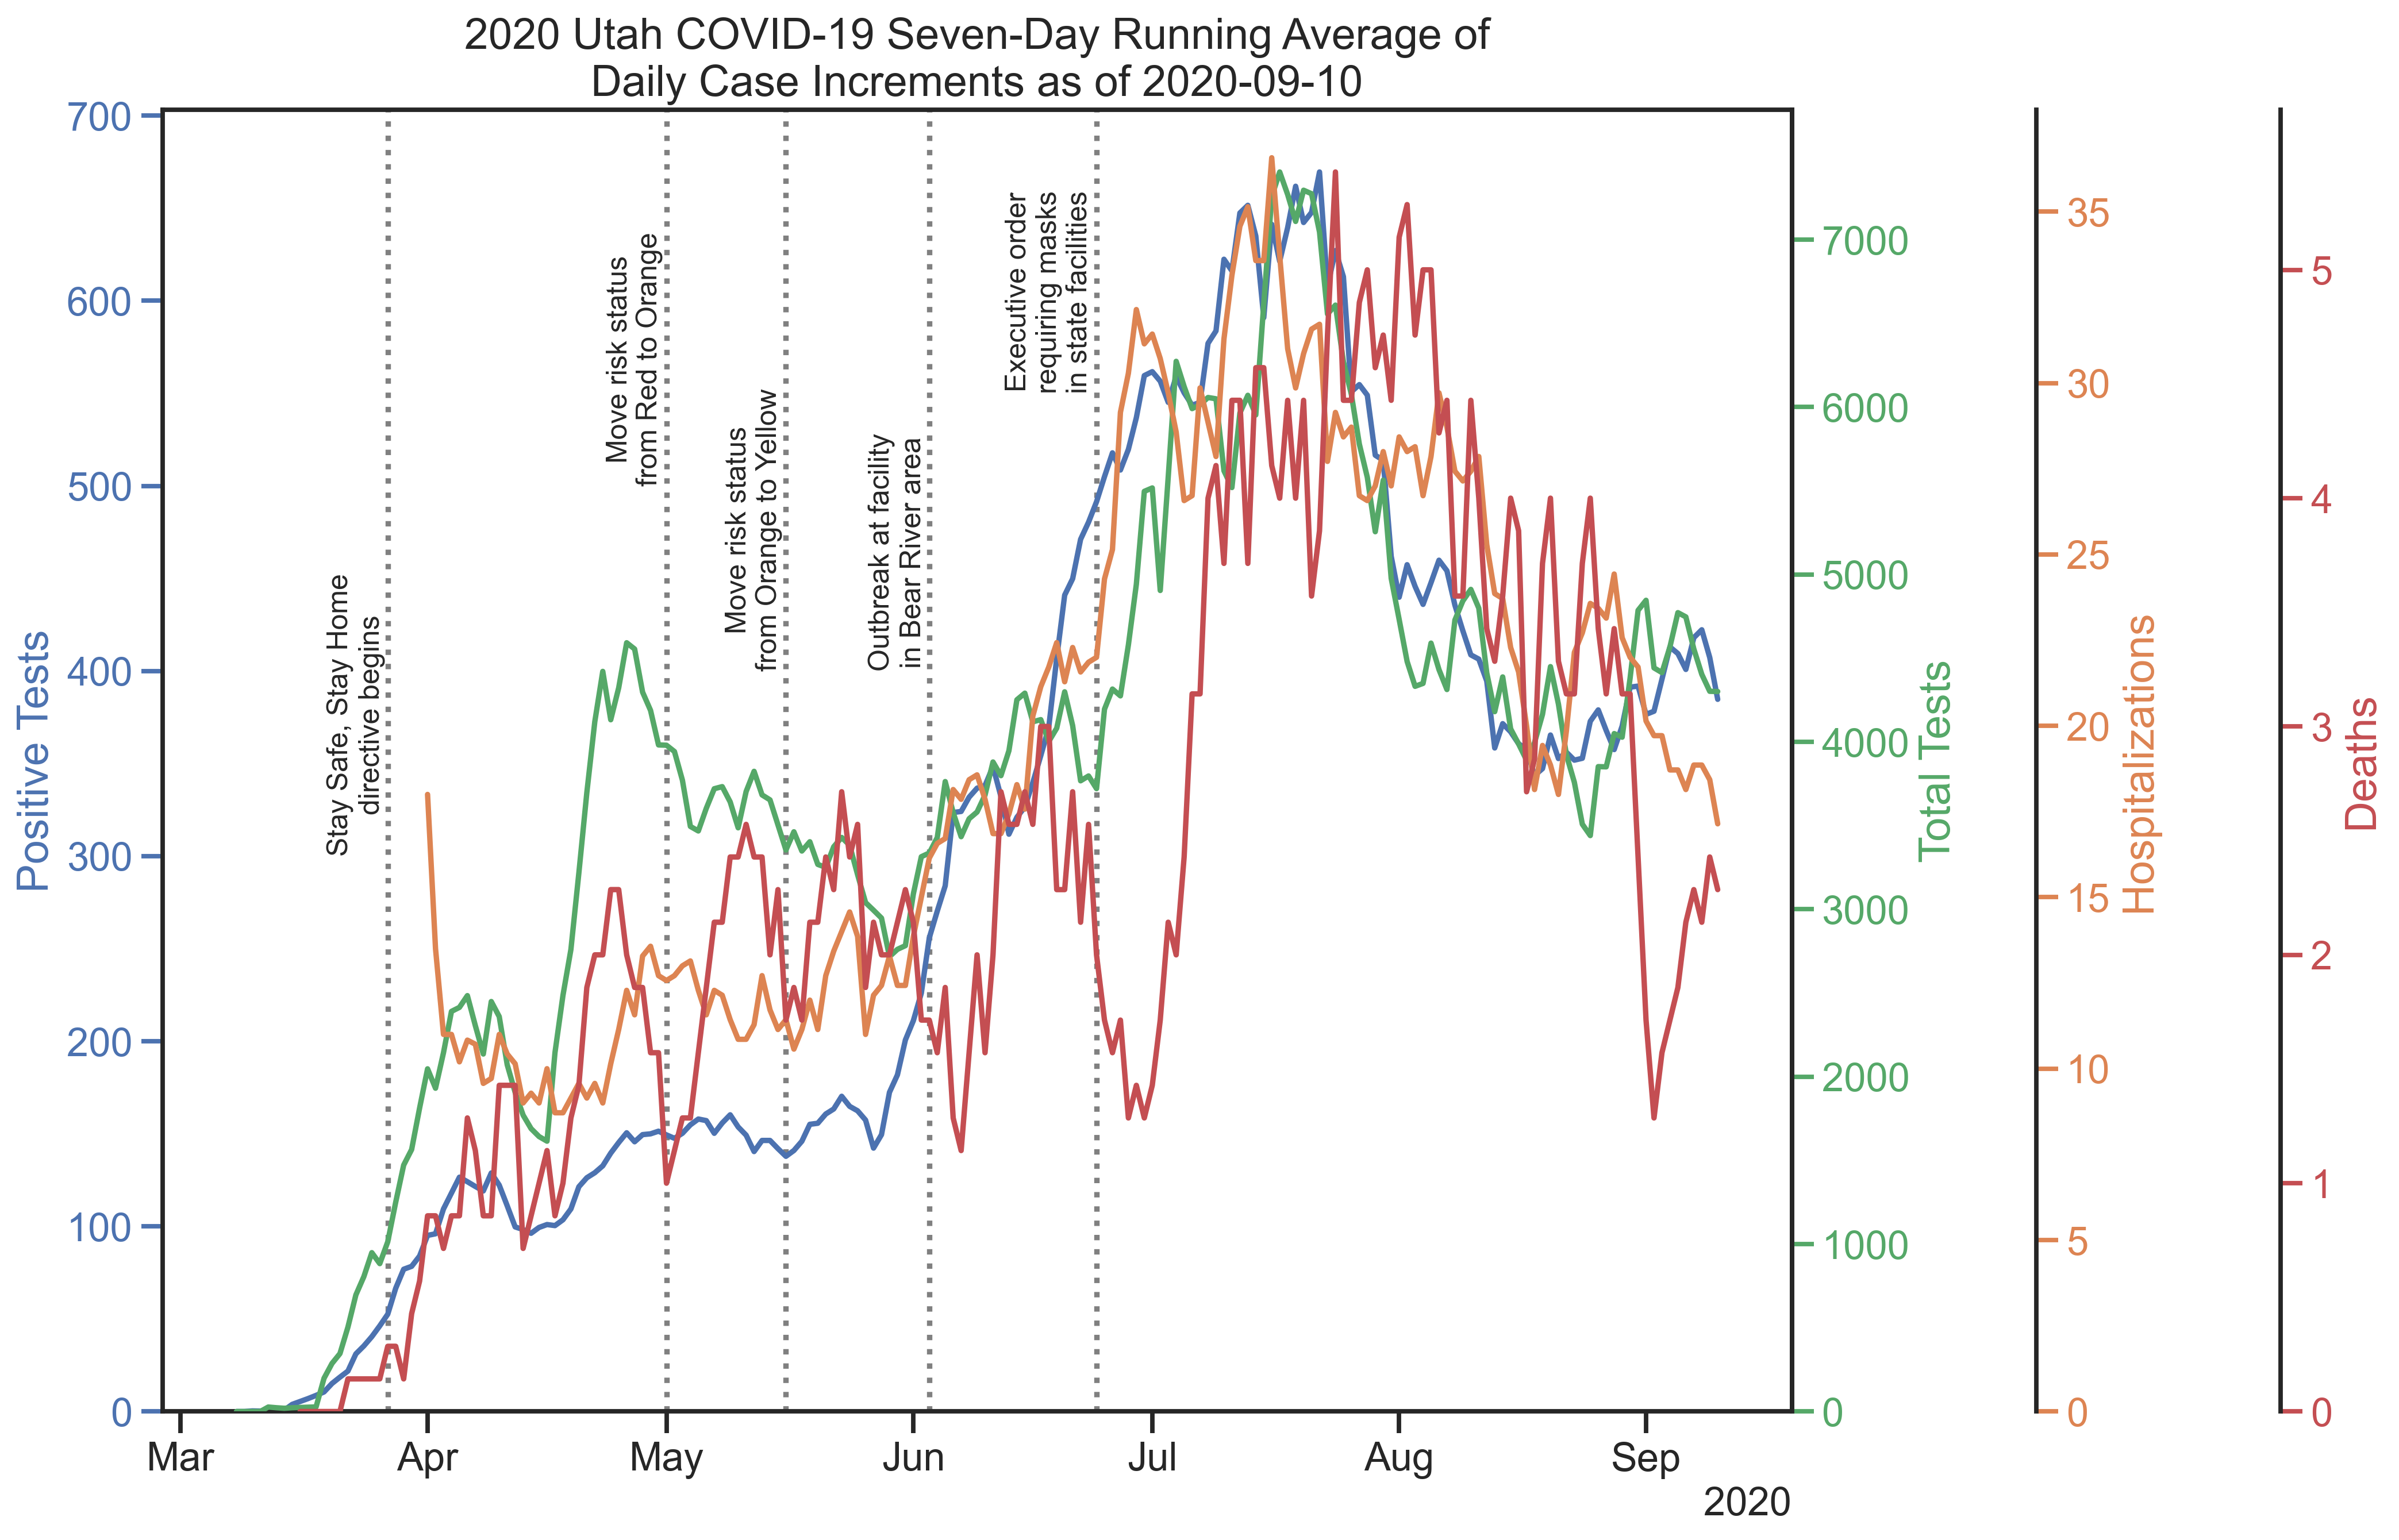 2020 Utah COVID-19 Seven-Day Running Average of
Daily Case Increments as of 2020-09-10
Positive Tests
700
600
500
400
300
200
100
0
Stay Safe, Stay Home
directive begins
Move risk status
from Red to Orange
Move risk status
from Orange to Yellow
Outbreak at facility
in Bear River area
Executive order
requiring masks
in state facilities
7000
6000
5000
4000
3000
2000
1000
0
Total Tests
35
30
25
20
15
10
5
0
Hospitalizations
5
4
3
2
1
0
Deaths
Mar
Apr
May
Jun
Jul
Aug
Sep
2020